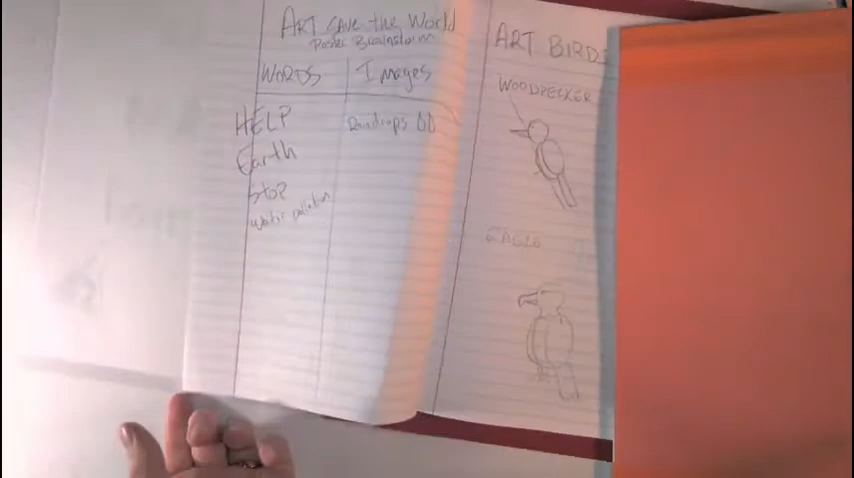 ART SAVE the World
Poster Brainstorm
WORDS
Images
HELP
Raindrops
Earth
Stop
Water pollution
ART BIRDS
WOODPECKER
EAGLE